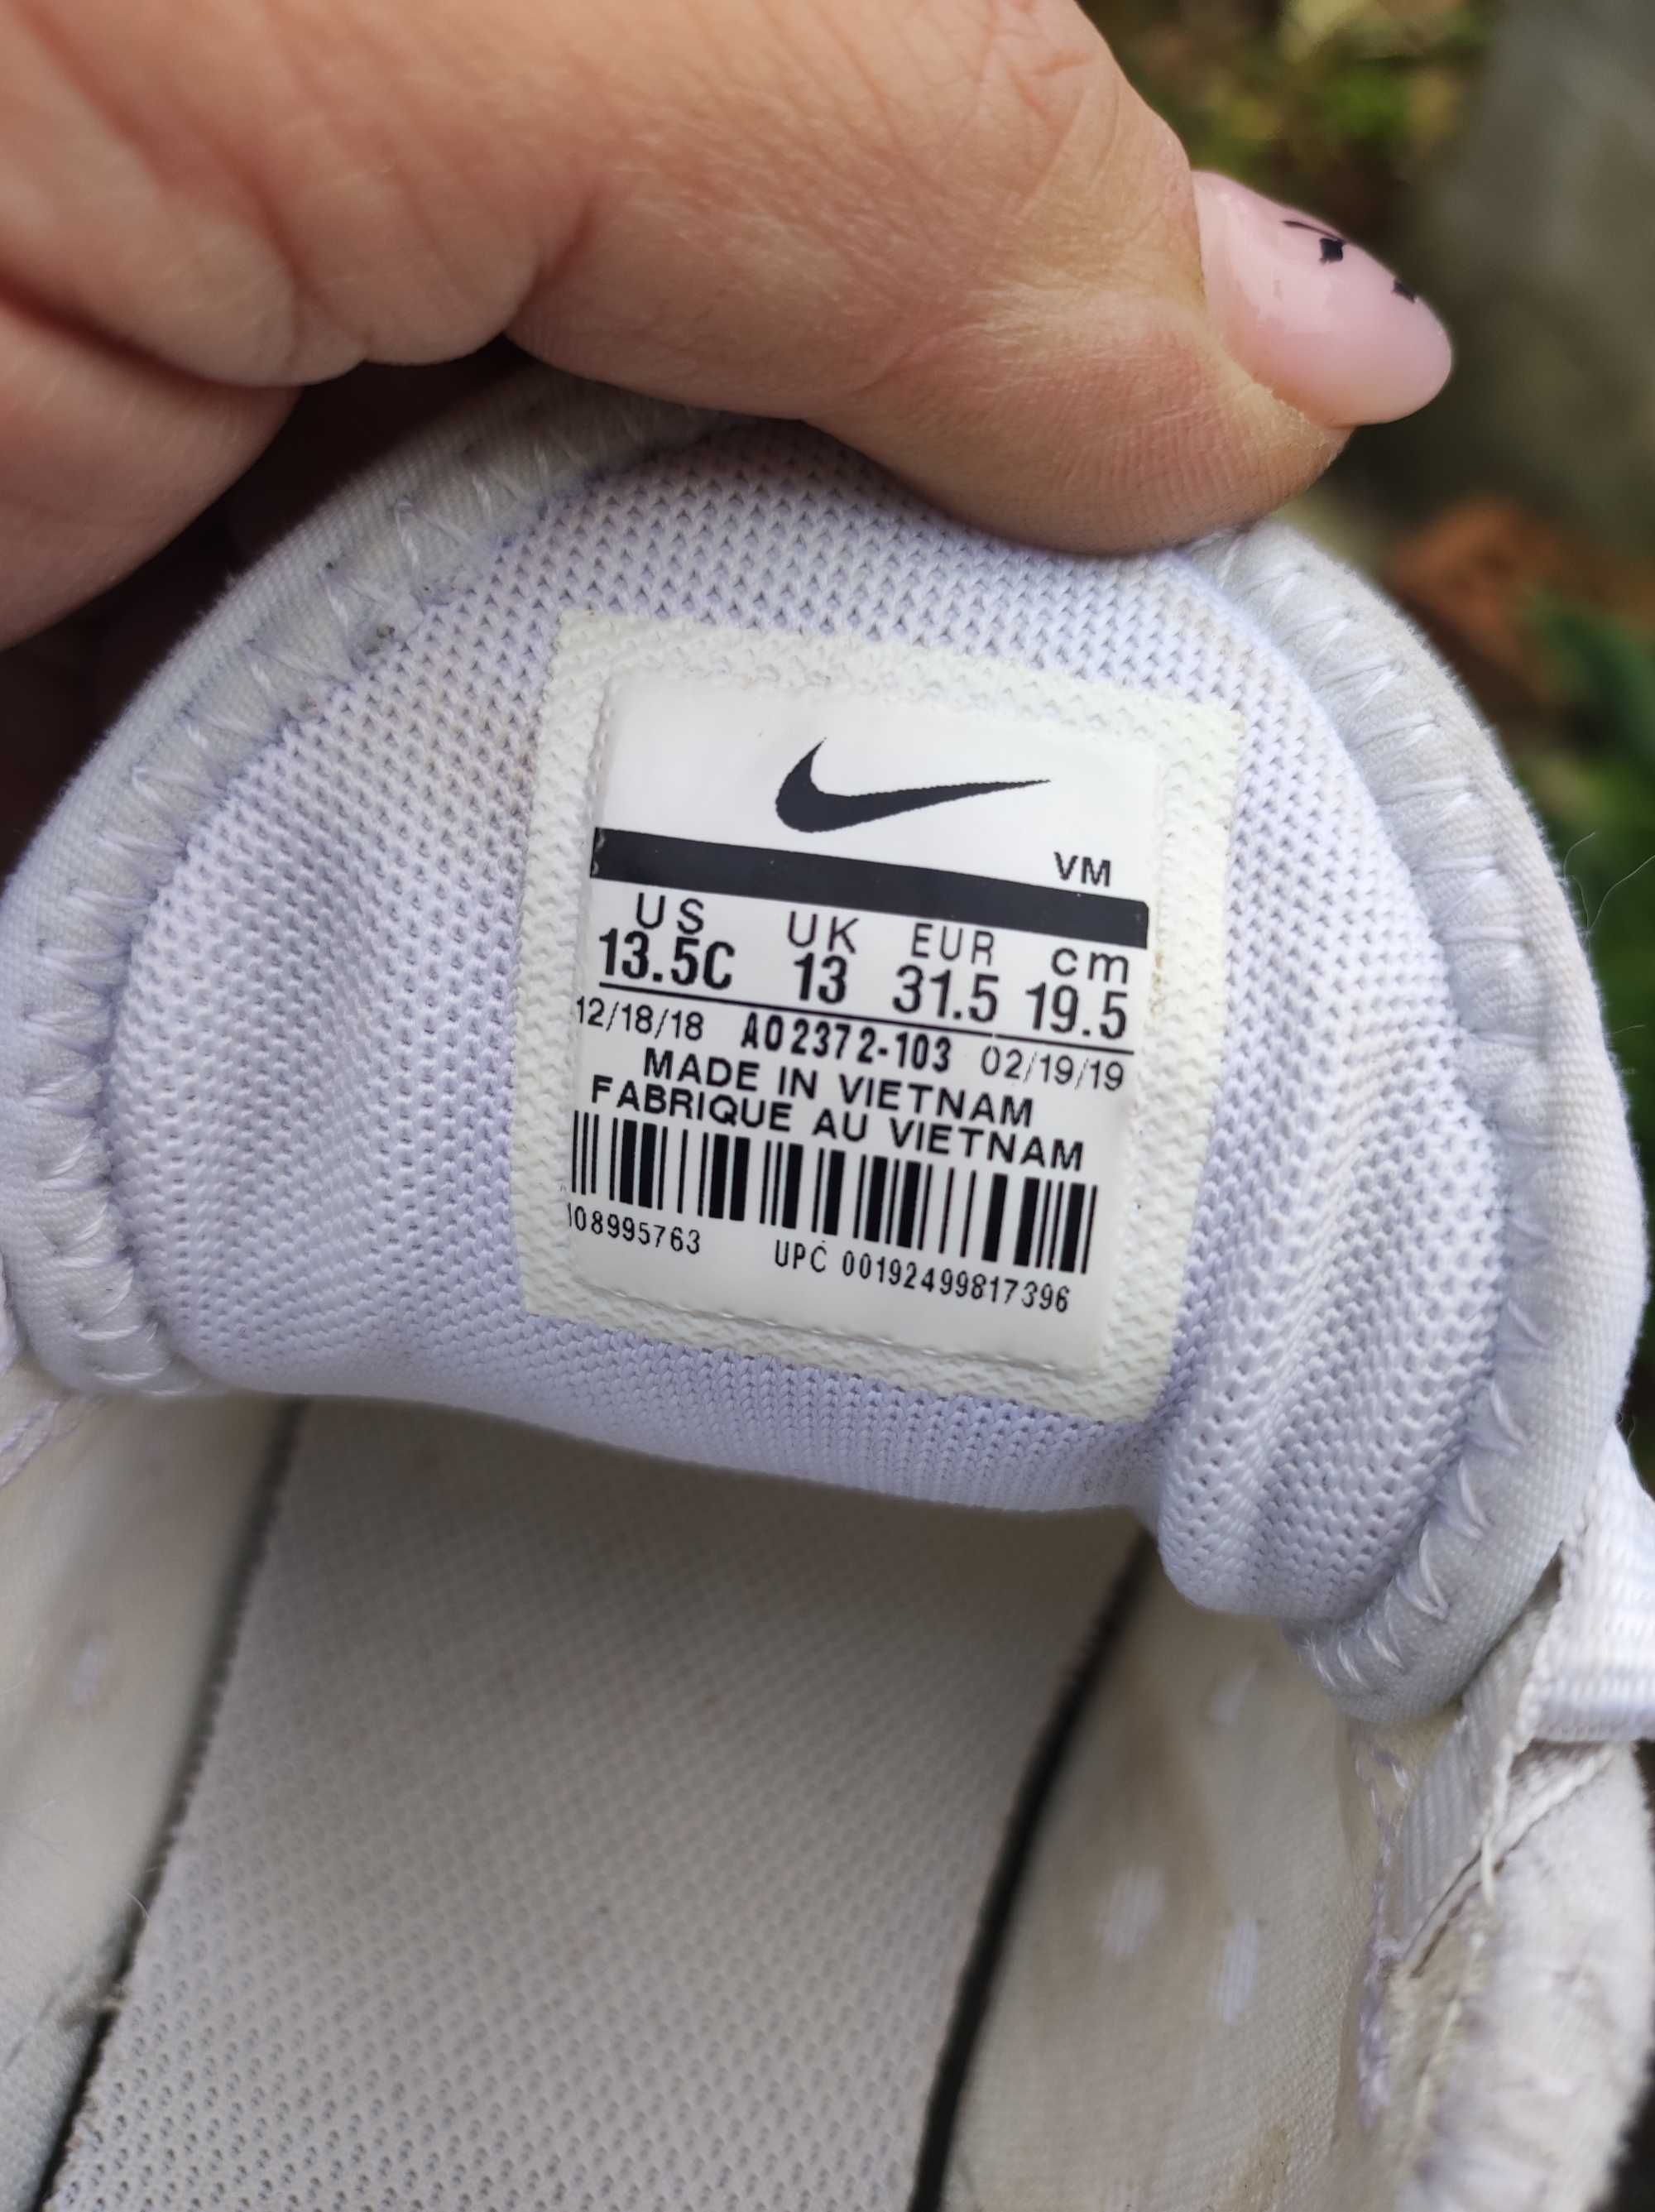 VM
US UK EUR cm
13.5C 13 31.5 19.5
12/18/18 AO2372-103 02/19/19
MADE IN VIETNAM
FABRIQUE AU VIETNAM
108995763 UPC 00192499817396